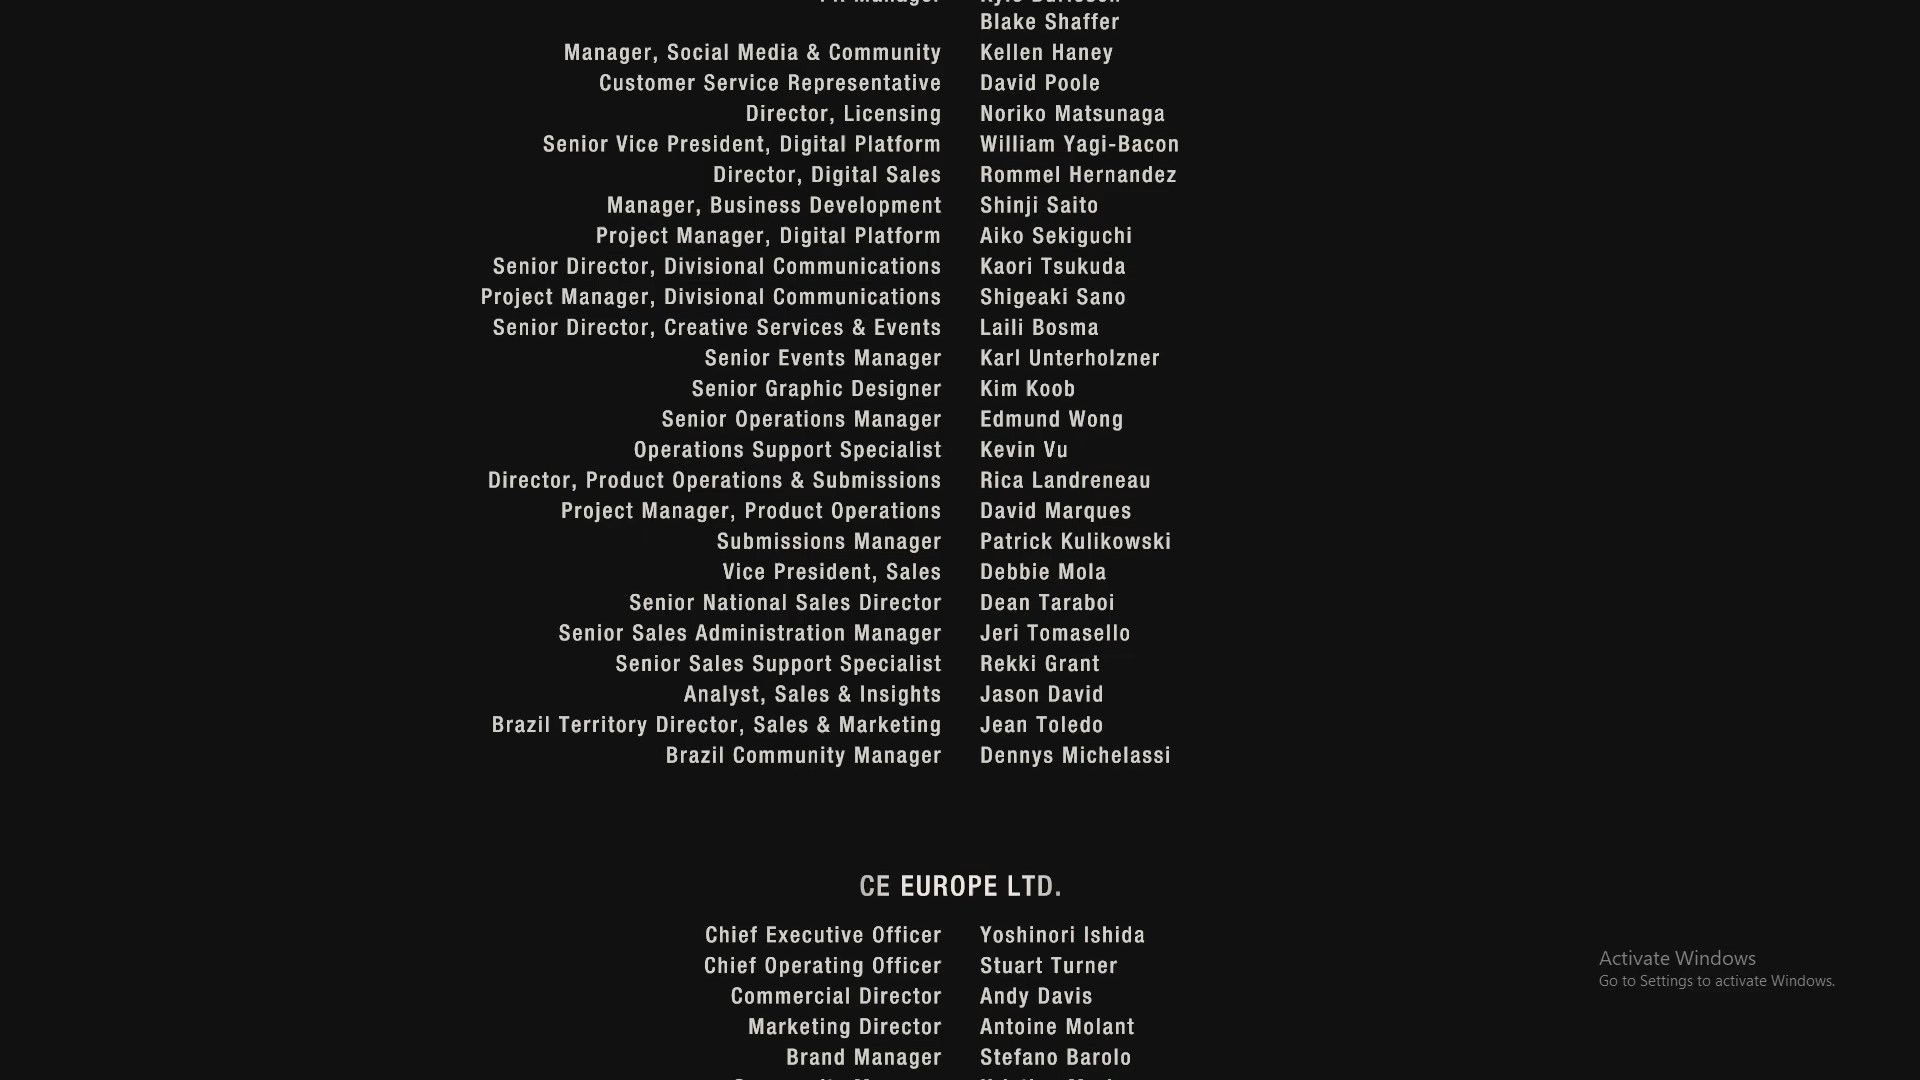 PR Manager
Blake Shaffer
Manager, Social Media & Community Kellen Haney
Customer Service Representative David Poole
Director, Licensing Noriko Matsunaga
Senior Vice President, Digital Platform William Yagi-Bacon
Director, Digital Sales Rommel Hernandez
Manager, Business Development Shinji Saito
Project Manager, Digital Platform Aiko Sekiguchi
Senior Director, Divisional Communications Kaori Tsukuda
Project Manager, Divisional Communications Shigeaki Sano
Senior Director, Creative Services & Events Laili Bosma
Senior Events Manager Karl Unterholzner
Senior Graphic Designer Kim Koob
Senior Operations Manager Edmund Wong
Operations Support Specialist Kevin Vu
Director, Product Operations & Submissions Rica Landreneau
Project Manager, Product Operations David Marques
Submissions Manager Patrick Kulikowski
Vice President, Sales Debbie Mola
Senior National Sales Director Dean Taraboi
Senior Sales Administration Manager Jeri Tomasello
Senior Sales Support Specialist Rekki Grant
Analyst, Sales & Insights Jason David
Brazil Territory Director, Sales & Marketing Jean Toledo
Brazil Community Manager Dennys Michelassi
CE EUROPE LTD.
Chief Executive Officer Yoshinori Ishida
Chief Operating Officer Stuart Turner
Commercial Director Andy Davis
Marketing Director Antoine Molant
Brand Manager Stefano Barolo
Activate Windows
Go to Settings to activate Windows.